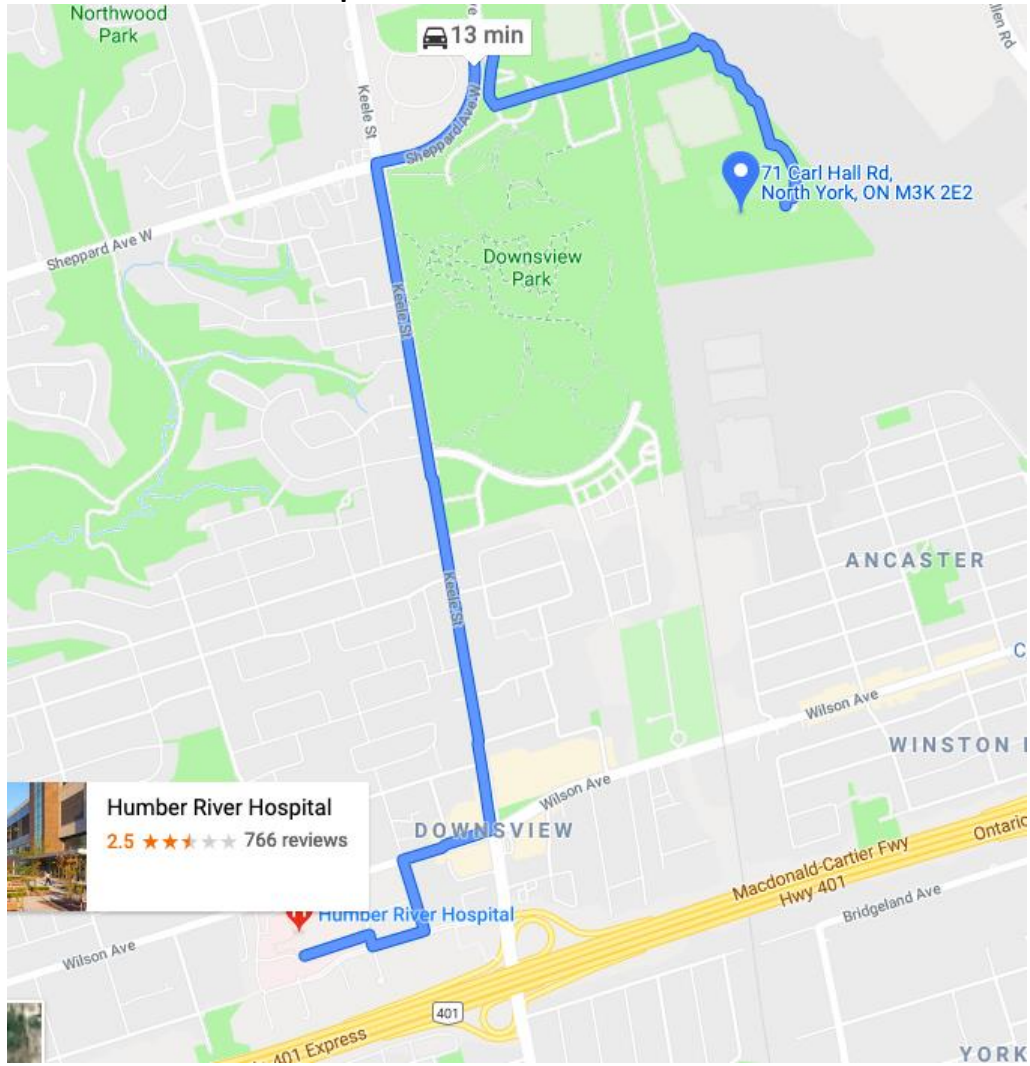 Northwood
Park
13 min
Keele St
Sheppard Ave W
71 Carl Hall Rd,
North York, ON M3K 2E2
Sheppard Ave W
Downsview
Park
Keele St
ANCASTER
Keele St
Wilson Ave
WINSTON
Wilson Ave
Humber River Hospital
2.5 766 reviews
DOWNSVIEW
Ontario
Macdonald-Cartier Fwy
Hwy 401
Bridgeland Ave
Humber River Hospital
Wilson Ave
401
401 Express
YORK